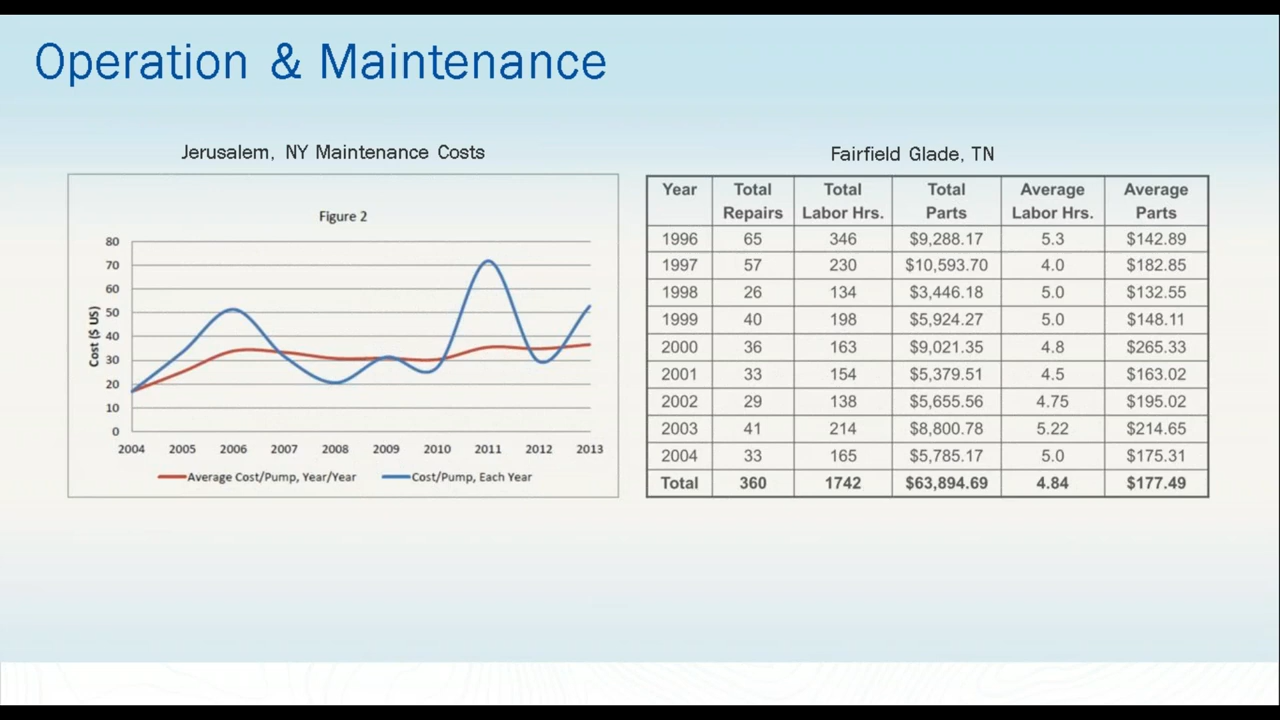 Operation & Maintenance
Jerusalem, NY Maintenance Costs
Figure 2
80
70
60
50
40
30
20
10
0
Cost ($ US)
2004 2005 2006 2007 2008 2009 2010 2011 2012 2013
Average Cost/Pump, Year/Year Cost/Pump, Each Year
Fairfield Glade, TN
Year Total Total Total Average Average
Repairs Labor Hrs. Parts Labor Hrs. Parts
1996 65 346 $9,288.17 5.3 $142.89
1997 57 230 $10,593.70 4.0 $182.85
1998 26 134 $3,446.18 5.0 $132.55
1999 40 198 $5,924.27 5.0 $148.11
2000 36 163 $9,021.35 4.8 $265.33
2001 33 154 $5,379.51 4.5 $163.02
2002 29 138 $5,655.56 4.75 $195.02
2003 41 214 $8,800.78 5.22 $214.65
2004 33 165 $5,785.17 5.0 $175.31
Total 360 1742 $63,894.69 4.84 $177.49